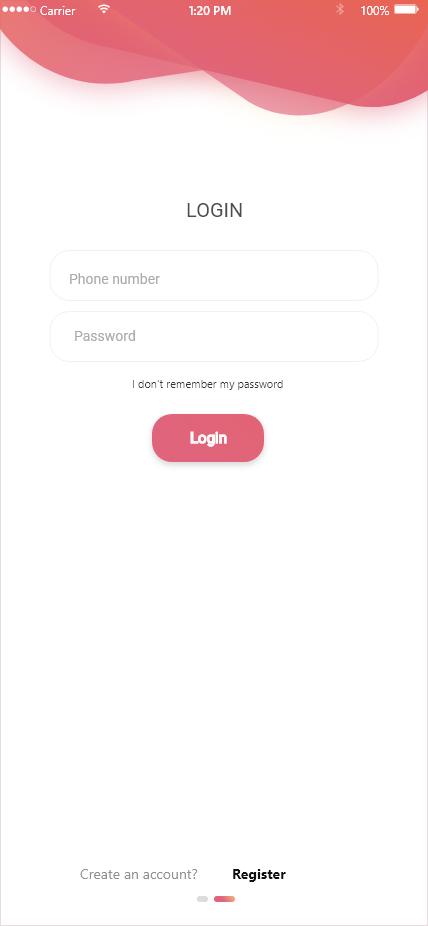 Carrier 1:20 PM 100%
LOGIN
Phone number
Password
I don't remember my password
Login
Create an account? Register